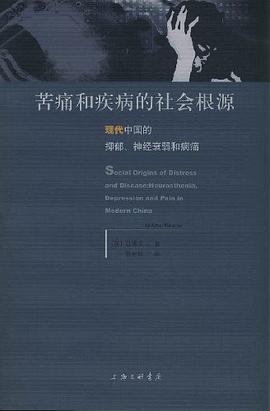 苦痛和疾病的社会根源
现代中国的
抑郁、神经衰弱和病痛
Social Origins of Distress
and Disease:Neurasthenia,
Depression and Pain in
Modern China
上海三联书店